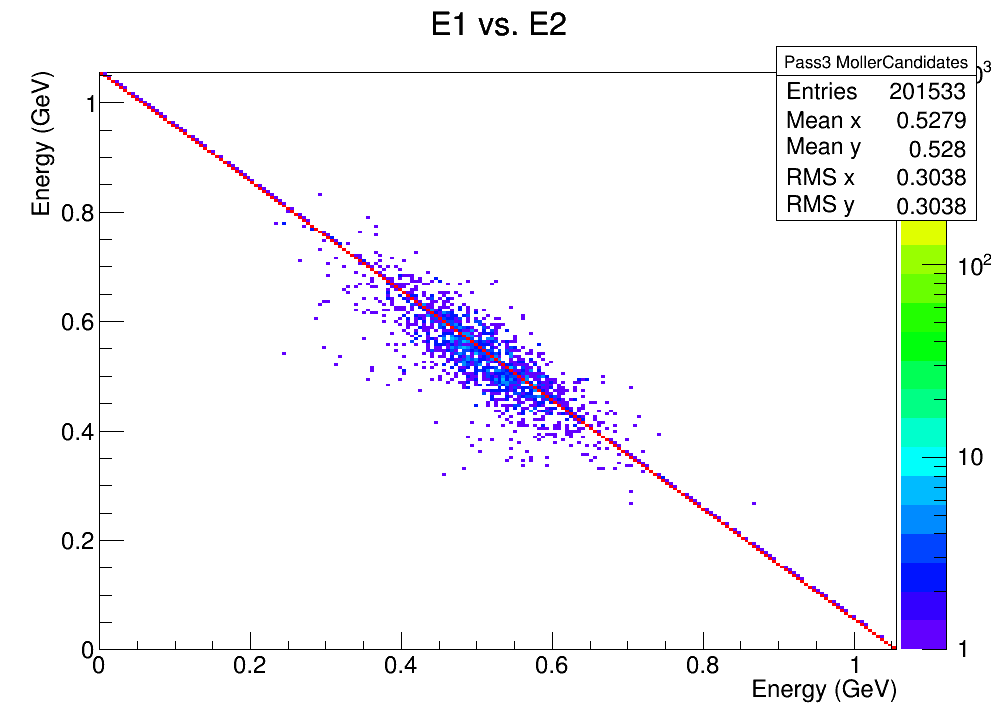 E1 vs. E2
Pass3 MollerCandidates
Entries 201533
Mean x 0.5279
Mean y 0.528
RMS x 0.3038
RMS y 0.3038
Energy (GeV)
1
0.8
0.6
0.4
0.2
0
0 0.2 0.4 0.6 0.8 1
Energy (GeV)
10²
10
1